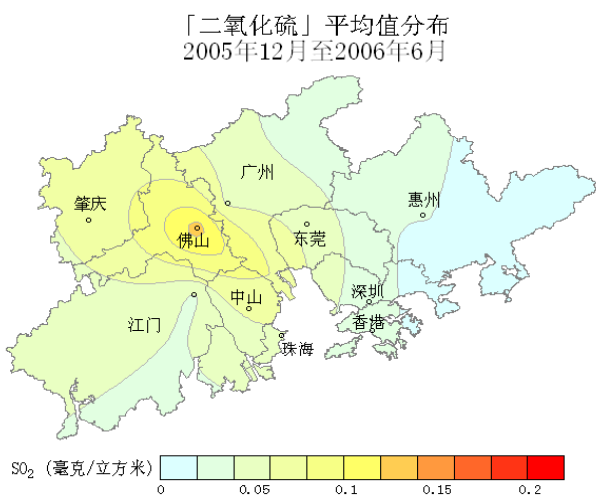 「二氧化硫」平均值分布
2005年12月至2006年6月
广州
肇庆
惠州
佛山
东莞
深圳
中山
江门
香港
珠海
SO2 (毫克/立方米)
0 0.05 0.1 0.15 0.2